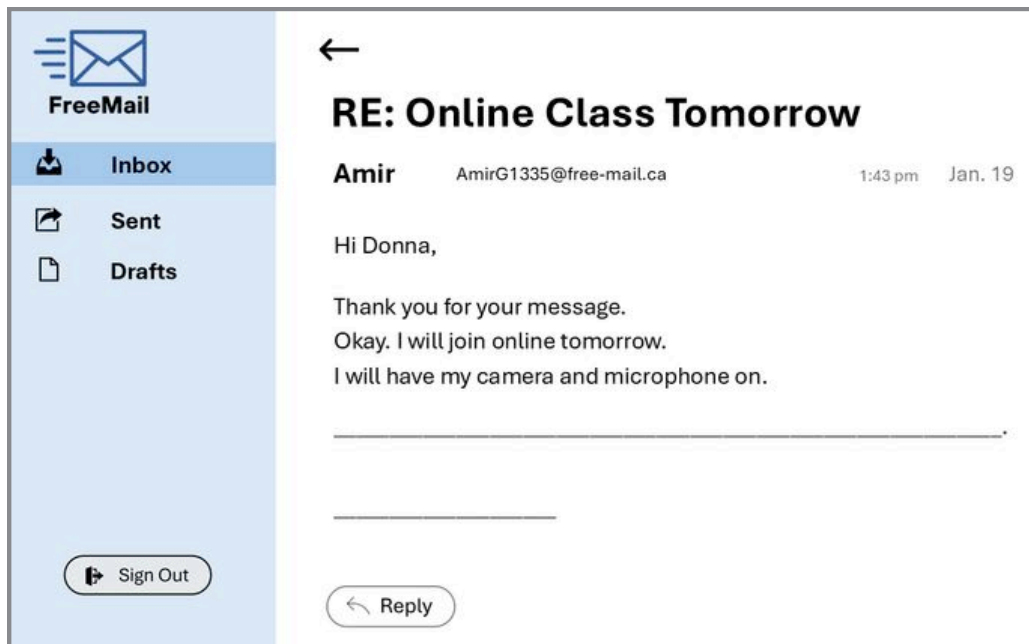 FreeMail
Inbox
Sent
Drafts
Sign Out
RE: Online Class Tomorrow
Amir AmirG1335@free-mail.ca 1:43 pm Jan. 19
Hi Donna,
Thank you for your message.
Okay. I will join online tomorrow.
I will have my camera and microphone on.
____________________________________________________________.
____________________
Reply